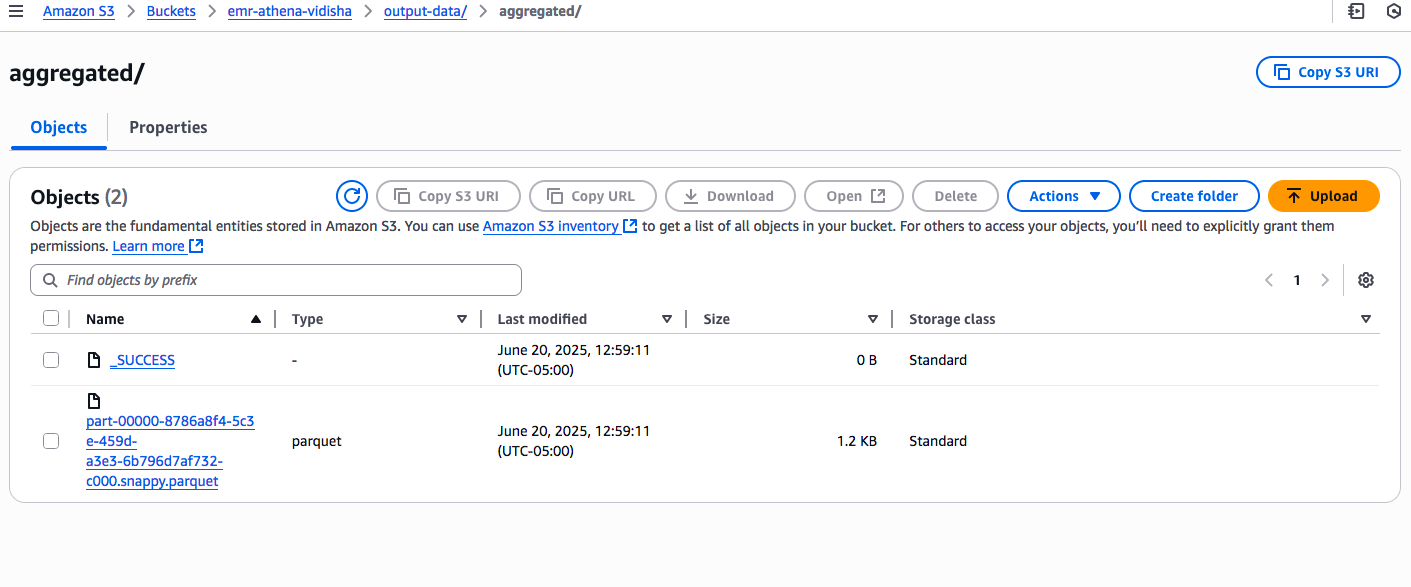 Amazon S3 > Buckets > emr-athena-vidisha > output-data/ > aggregated/
aggregated/
Copy S3 URI
Objects
Properties
Objects (2)
Copy S3 URI
Copy URL
Download
Open
Delete
Actions
Create folder
Upload
Objects are the fundamental entities stored in Amazon S3. You can use Amazon S3 inventory to get a list of all objects in your bucket. For others to access your objects, you’ll need to explicitly grant them
permissions. Learn more
Find objects by prefix
1
Name
Type
Last modified
Size
Storage class
_SUCCESS
-
June 20, 2025, 12:59:11
(UTC-05:00)
0 B
Standard
part-00000-8786a8f4-5c3
e-459d-
a3e3-6b796d7af732-
c000.snappy.parquet
parquet
June 20, 2025, 12:59:11
(UTC-05:00)
1.2 KB
Standard